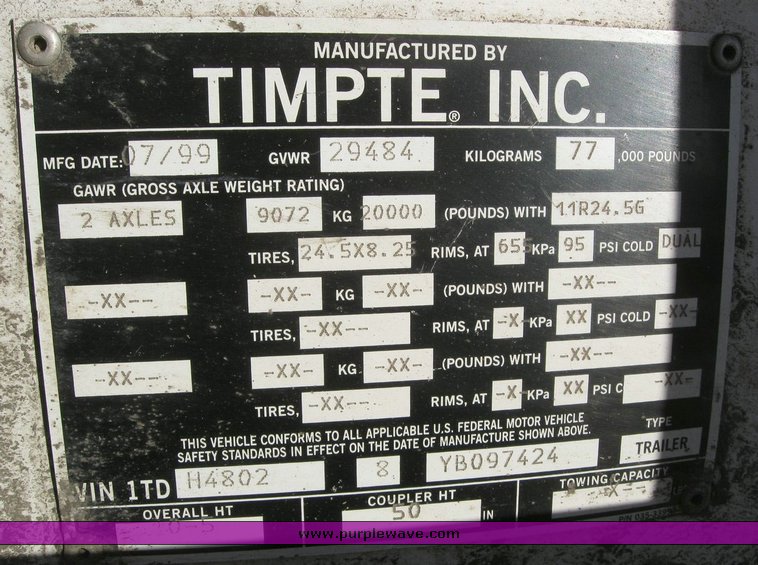 MANUFACTURED BY
TIMPTE® INC.
MFG DATE: 07/99 GVWR 29484 KILOGRAMS 77 ,000 POUNDS
GAWR (GROSS AXLE WEIGHT RATING)
2 AXLES 9072 KG 20000 (POUNDS) WITH 11R24.5G
TIRES, 24.5X8.25 RIMS, AT 655 KPa 95 PSI COLD DUAL
-XX-- -XX- KG -XX- (POUNDS) WITH -XX--
TIRES, -XX-- RIMS, AT -X- KPa XX PSI COLD -XX-
-XX-- -XX- KG -XX- (POUNDS) WITH -XX--
TIRES, -XX-- RIMS, AT -X- KPa XX PSI C -XX-
THIS VEHICLE CONFORMS TO ALL APPLICABLE U.S. FEDERAL MOTOR VEHICLE
SAFETY STANDARDS IN EFFECT ON THE DATE OF MANUFACTURE SHOWN ABOVE.
TYPE
VIN 1TD H4802 8 YB097424 TRAILER
OVERALL HT COUPLER HT TOWING CAPACITY
50 IN
www.purplewave.com